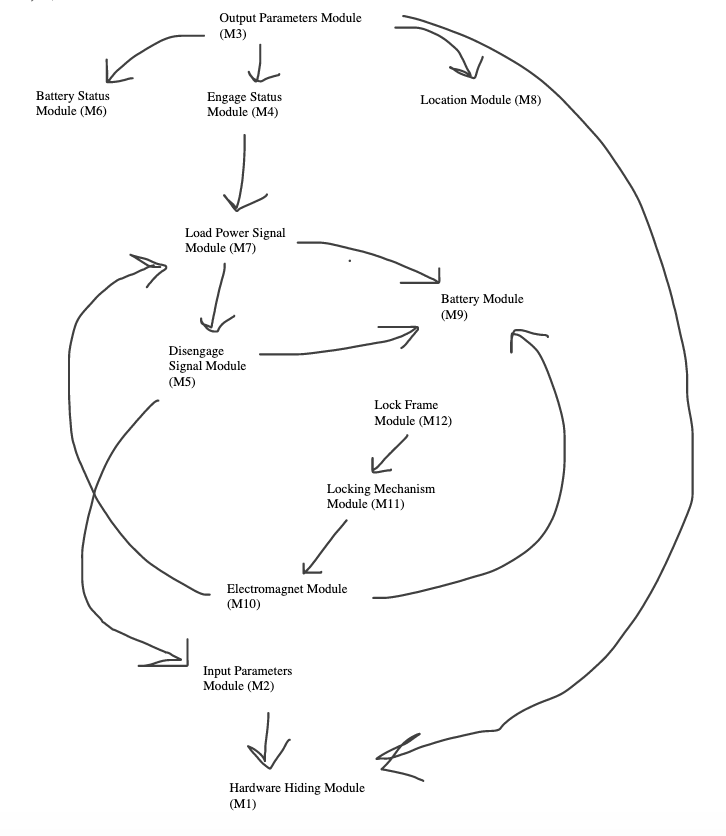 Output Parameters Module
(M3)
Battery Status
Module (M6)
Engage Status
Module (M4)
Location Module (M8)
Load Power Signal
Module (M7)
Battery Module
(M9)
Disengage
Signal Module
(M5)
Lock Frame
Module (M12)
Locking Mechanism
Module (M11)
Electromagnet Module
(M10)
Input Parameters
Module (M2)
Hardware Hiding Module
(M1)